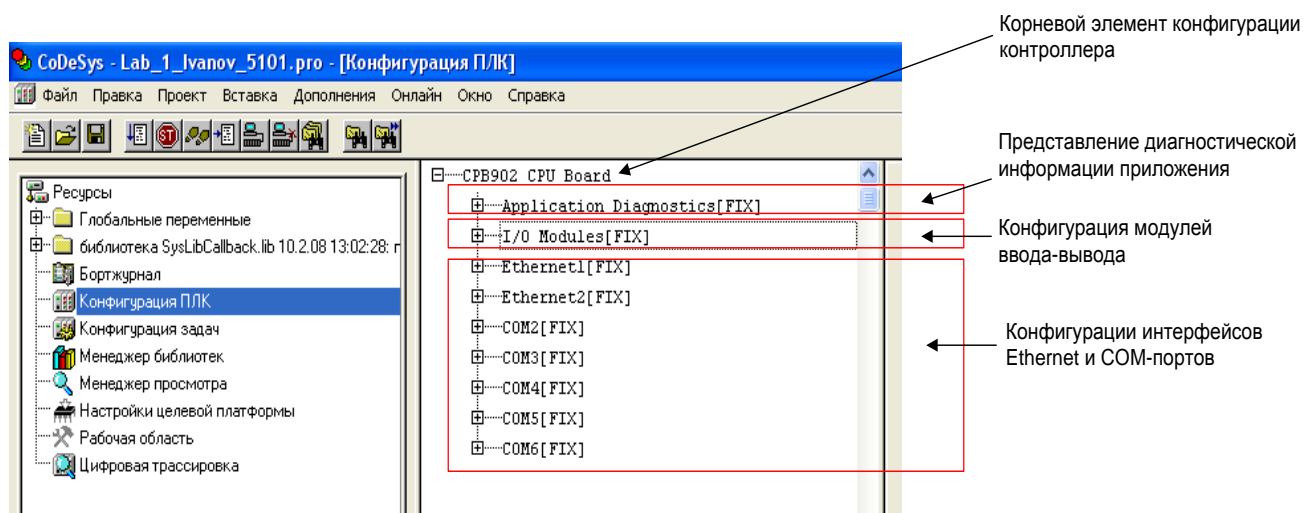 Корневой элемент конфигурации
контроллера
CoDeSys - Lab_1_Ivanov_5101.pro - [Конфигурация ПЛК]
Файл Правка Проект Вставка Дополнения Онлайн Окно Справка
Представление диагностической
информации приложения
Ресурсы
Глобальные переменные
библиотека SysLibCallback.lib 10.2.08 13:02:28: г
Бортжурнал
Конфигурация ПЛК
Конфигурация задач
Менеджер библиотек
Менеджер просмотра
Настройки целевой платформы
Рабочая область
Цифровая трассировка
CPB902 CPU Board
Application Diagnostics[FIX]
I/O Modules[FIX]
Ethernet1[FIX]
Ethernet2[FIX]
COM2[FIX]
COM3[FIX]
COM4[FIX]
COM5[FIX]
COM6[FIX]
Конфигурация модулей
ввода-вывода
Конфигурации интерфейсов
Ethernet и COM-портов